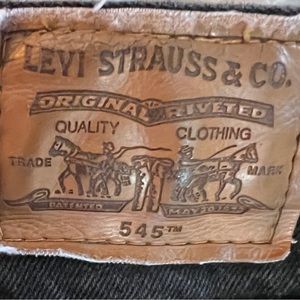 LEVI STRAUSS & CO.
ORIGINAL RIVETED
QUALITY CLOTHING
TRADE MARK
PATENTED MAY 20 1873
545™